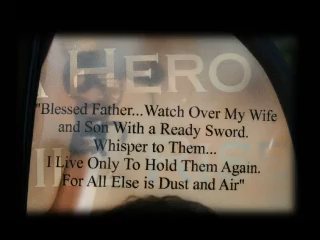 A HERO
"Blessed Father...Watch Over My Wife
and Son With a Ready Sword.
Whisper to Them...
I Live Only To Hold Them Again.
For All Else is Dust and Air"